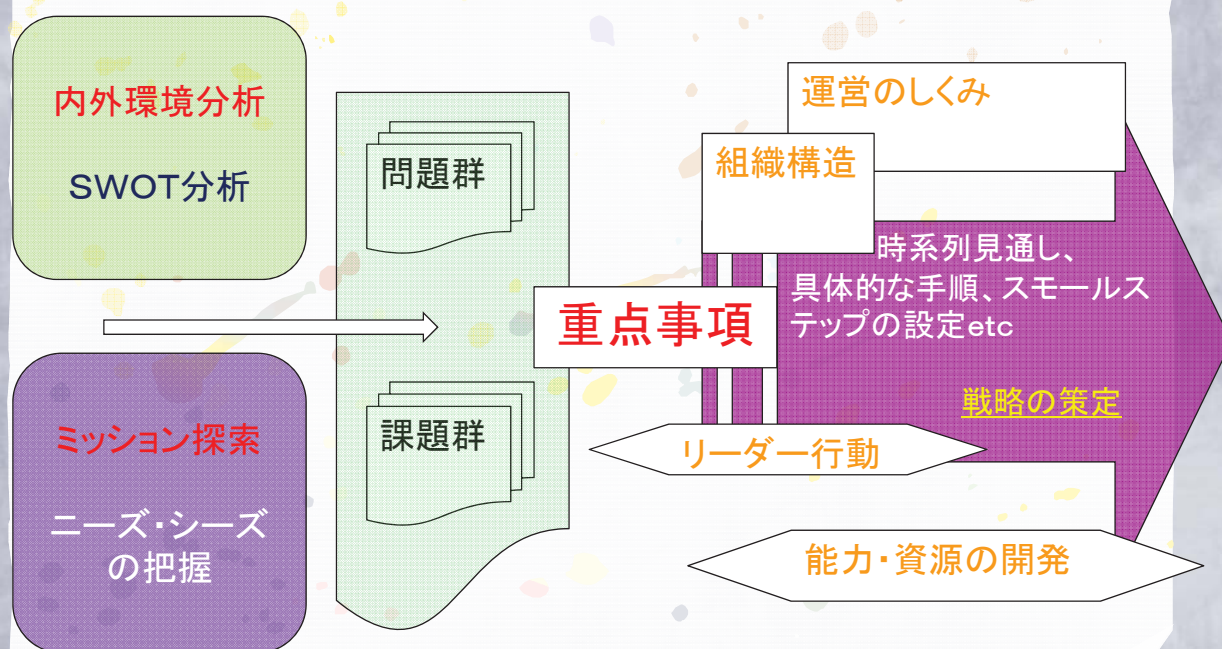 内外環境分析
SWOT分析
ミッション探索
ニーズ・シーズ
の把握
問題群
課題群
重点事項
組織構造
運営のしくみ
時系列見通し、
具体的な手順、スモールス
テップの設定etc
戦略の策定
リーダー行動
能力・資源の開発